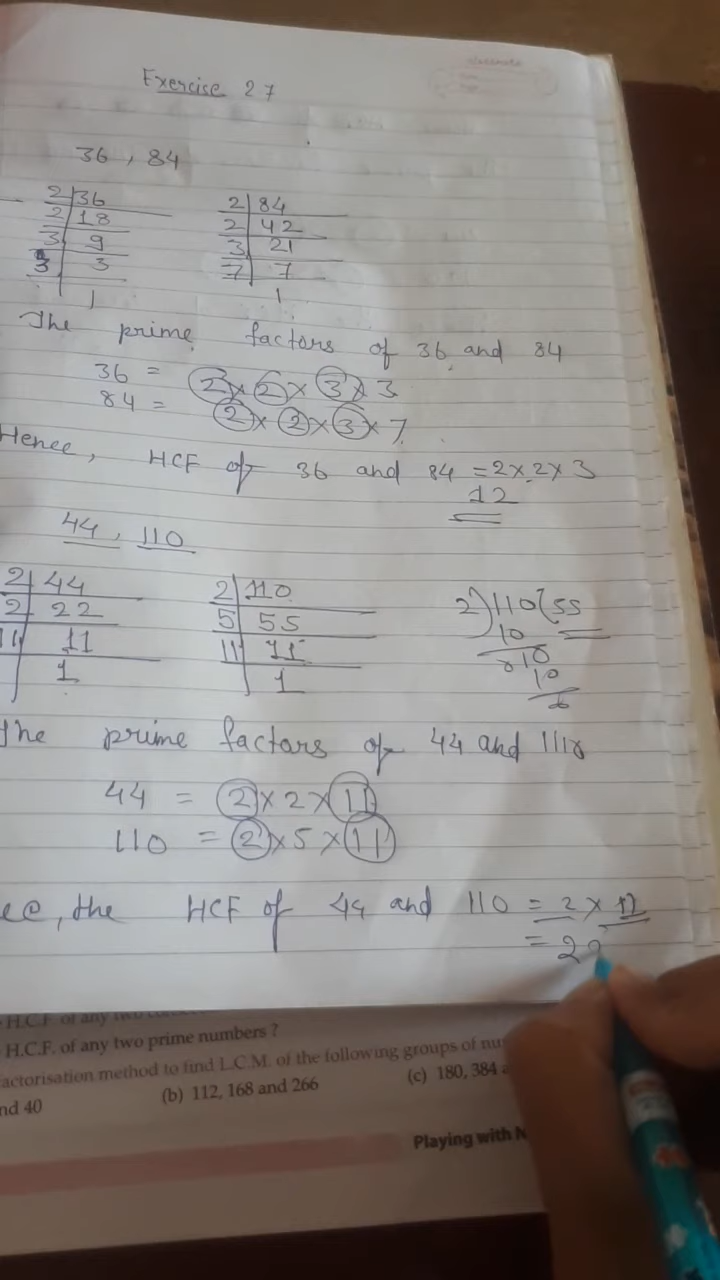 Exercise 27
36, 84
2 36
2 18
3 9
3 3
1
2 84
2 42
3 21
7 7
1
The prime factors of 36 and 84
36 = 2 × 2 × 3 × 3
84 = 2 × 2 × 3 × 7
Hence, HCF of 36 and 84 = 2 × 2 × 3
12
44, 110
2 44
2 22
11 11
1
2 110
5 55
11 11
1
2)110(55
10
010
10
The prime factors of 44 and
44 = 2 × 2 × 11
110 = 2 × 5 × 11
the HCF of 44 and 110 = 2 × 11
= 22
H.C.F. of any two
H.C.F. of any two prime numbers ?
actorisation method to find L.C.M. of the following groups of nu
nd 40 (b) 112, 168 and 266 (c) 180, 384 a
Playing with N